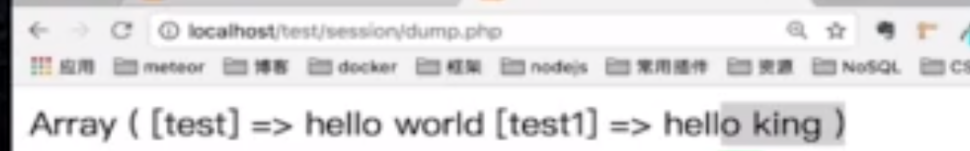 localhost/test/session/dump.php
应用 meteor 博客 docker 框架 nodejs 常用插件 资源 NoSQL CS
Array ( [test] => hello world [test1] => hello king )